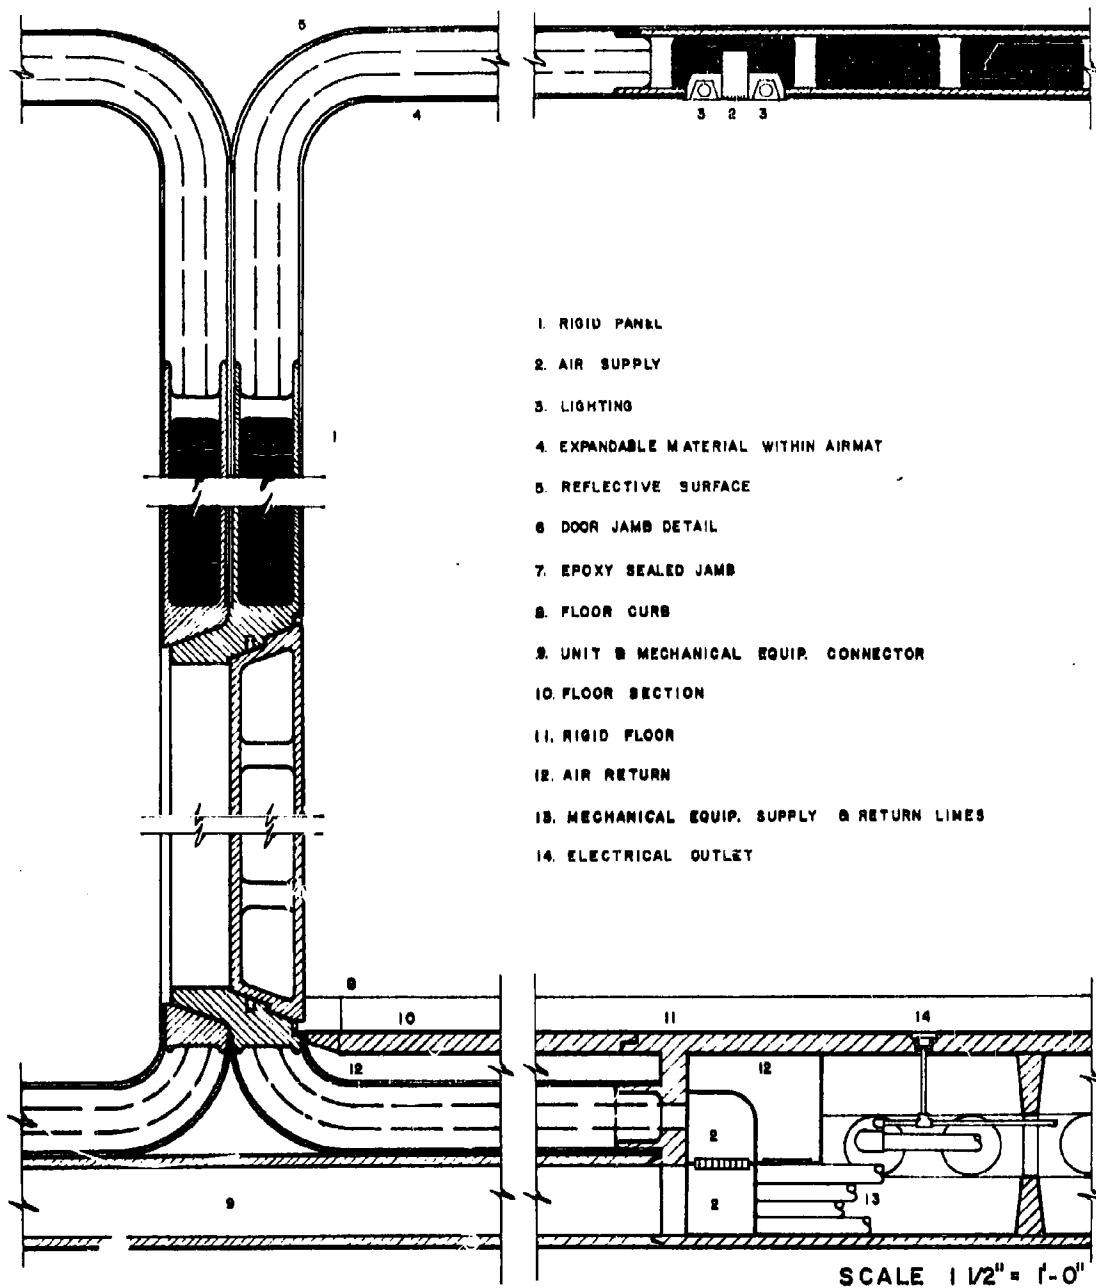 5
4
3 2 3
1. RIGID PANEL
2. AIR SUPPLY
3. LIGHTING
4. EXPANDABLE MATERIAL WITHIN AIRMAT
1
5. REFLECTIVE SURFACE
6 DOOR JAMB DETAIL
7. EPOXY SEALED JAMB
8. FLOOR CURB
9. UNIT & MECHANICAL EQUIP. CONNECTOR
10. FLOOR SECTION
11. RIGID FLOOR
12. AIR RETURN
13. MECHANICAL EQUIP. SUPPLY & RETURN LINES
14. ELECTRICAL OUTLET
8
10 11 14
12 12
2
13
9 2
SCALE 1 1/2" = 1'-0"